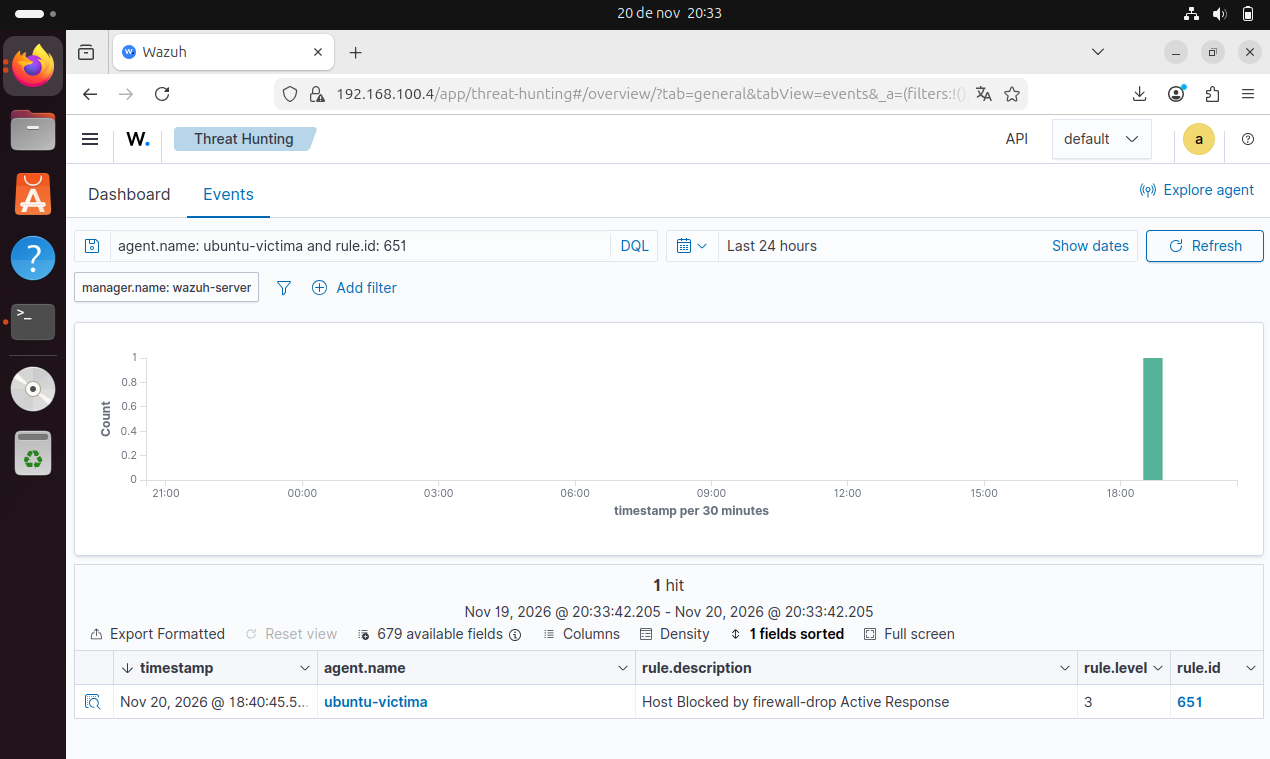 20 de nov 20:33
Wazuh
192.168.100.4/app/threat-hunting#/overview/?tab=general&tabView=events&_a=(filters:!()
W. Threat Hunting API default a
Dashboard Events Explore agent
agent.name: ubuntu-victima and rule.id: 651 DQL Last 24 hours Show dates Refresh
manager.name: wazuh-server Add filter
Count
1
0.8
0.6
0.4
0.2
0
21:00 00:00 03:00 06:00 09:00 12:00 15:00 18:00
timestamp per 30 minutes
1 hit
Nov 19, 2026 @ 20:33:42.205 - Nov 20, 2026 @ 20:33:42.205
Export Formatted Reset view 679 available fields Columns Density 1 fields sorted Full screen
timestamp agent.name rule.description rule.level rule.id
Nov 20, 2026 @ 18:40:45.5... ubuntu-victima Host Blocked by firewall-drop Active Response 3 651